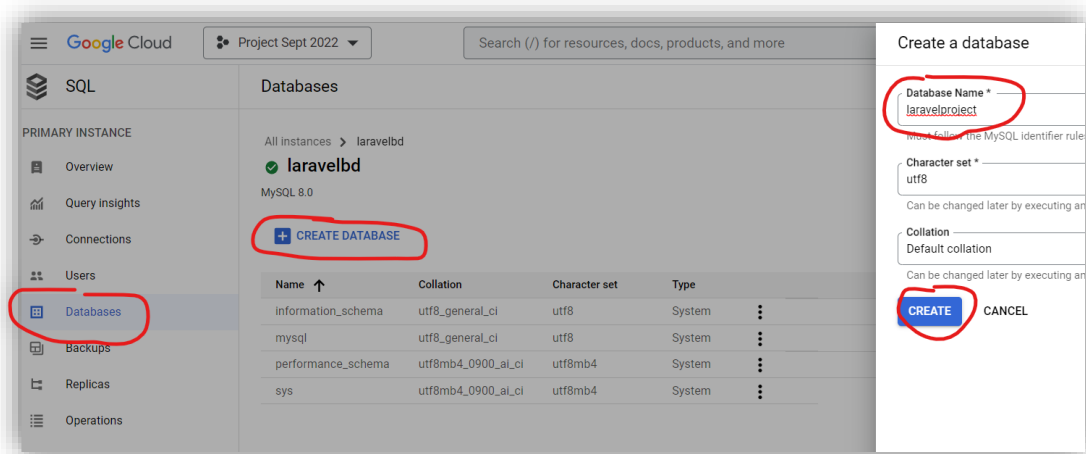 Google Cloud
Project Sept 2022
Search (/) for resources, docs, products, and more
SQL
PRIMARY INSTANCE
Overview
Query insights
Connections
Users
Databases
Backups
Replicas
Operations
Databases
All instances > laravelbd
laravelbd
MySQL 8.0
CREATE DATABASE
Name Collation Character set Type
information_schema utf8_general_ci utf8 System
mysql utf8_general_ci utf8 System
performance_schema utf8mb4_0900_ai_ci utf8mb4 System
sys utf8mb4_0900_ai_ci utf8mb4 System
Create a database
Database Name *
laravelproject
Must follow the MySQL identifier rules
Character set *
utf8
Can be changed later by executing an
Collation
Default collation
Can be changed later by executing an
CREATE CANCEL